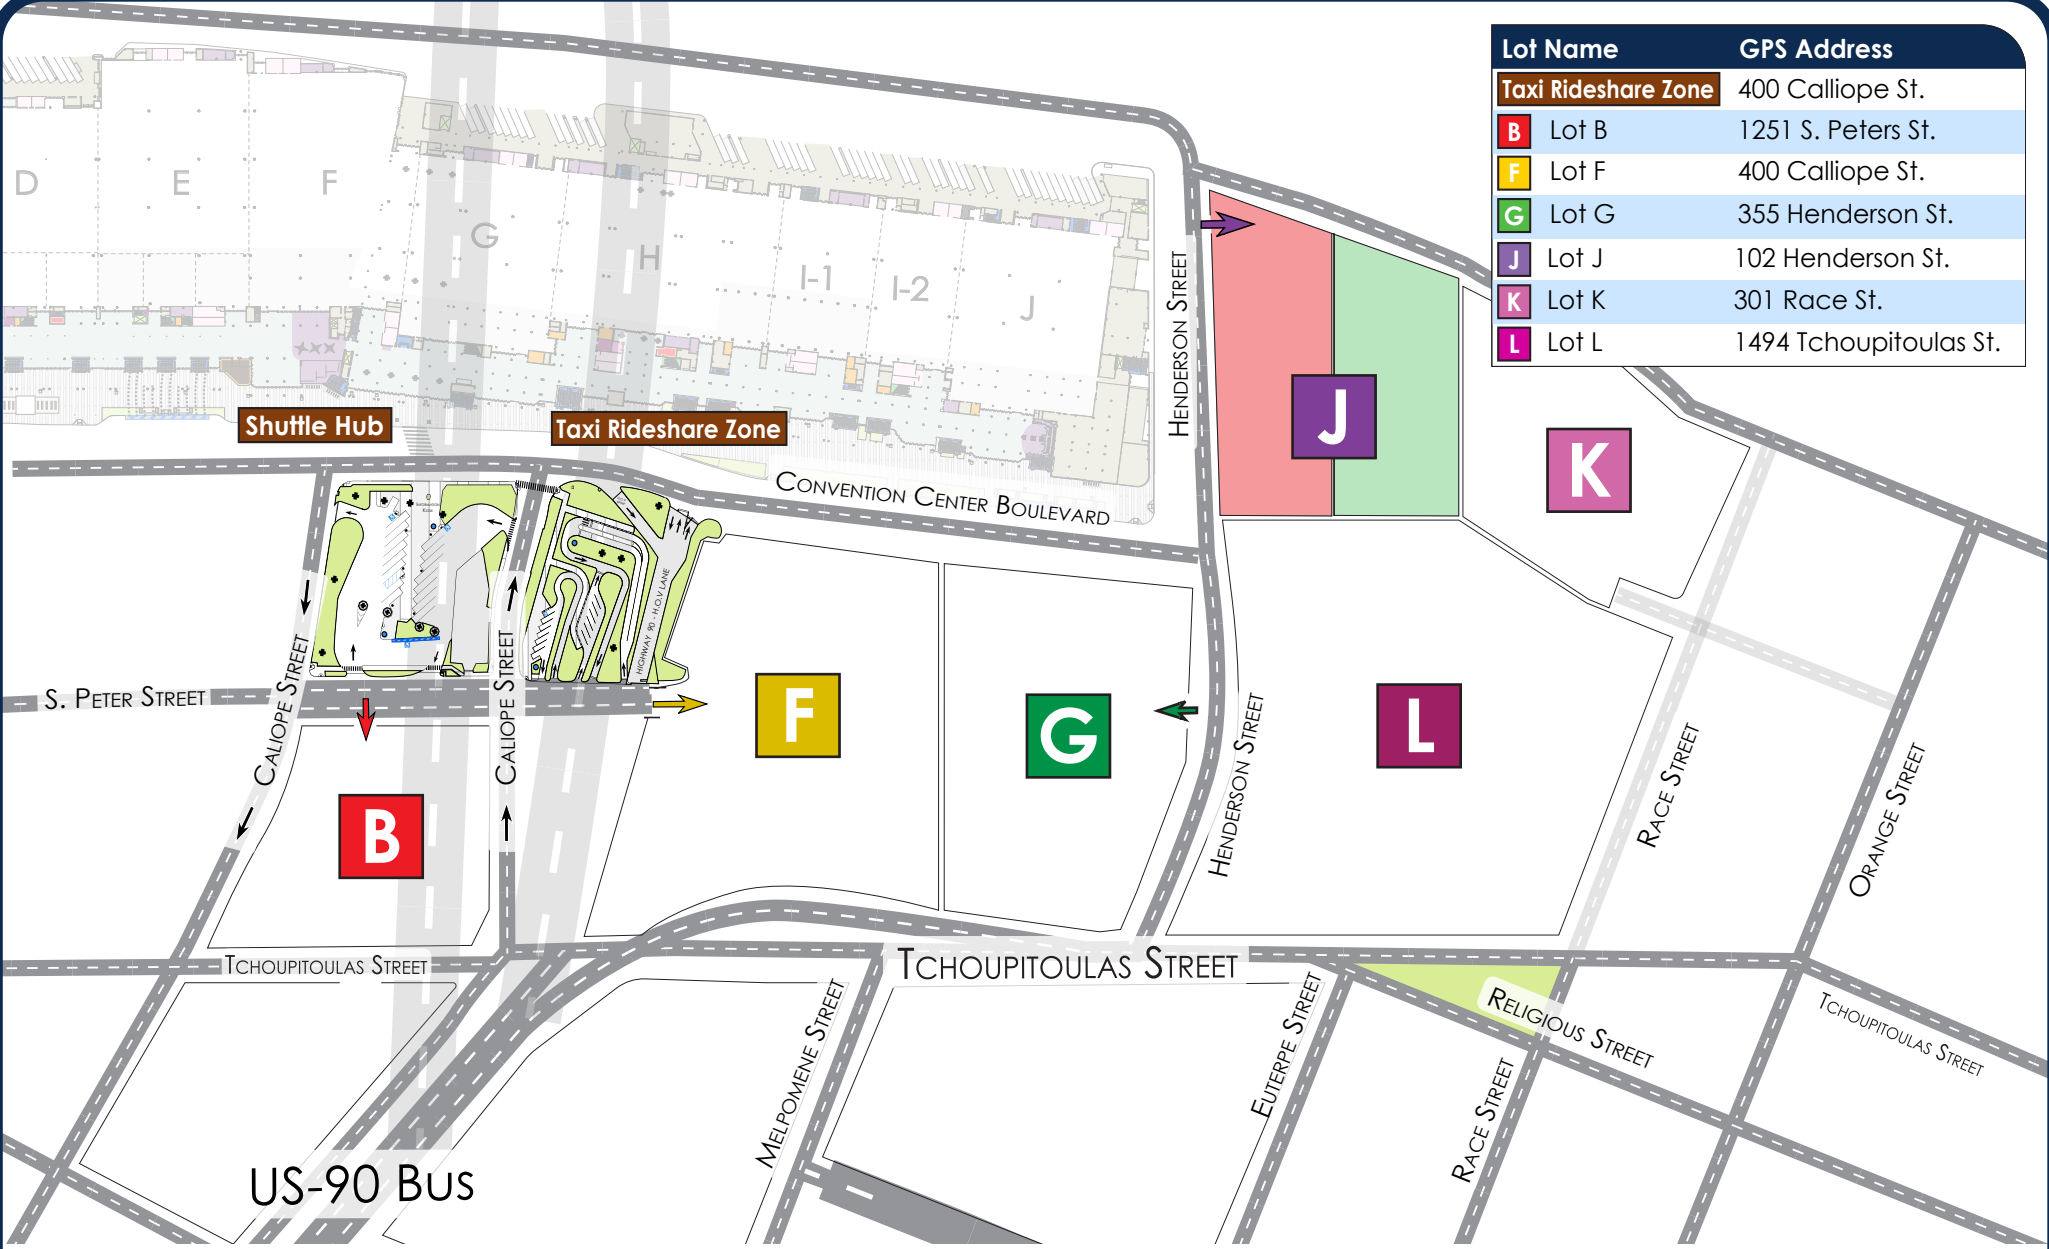 Lot Name GPS Address
Taxi Rideshare Zone 400 Calliope St.
B Lot B 1251 S. Peters St.
F Lot F 400 Calliope St.
G Lot G 355 Henderson St.
J Lot J 102 Henderson St.
K Lot K 301 Race St.
L Lot L 1494 Tchoupitoulas St.
D
E
F
G
H
I-1
I-2
J
HENDERSON STREET
Shuttle Hub
Taxi Rideshare Zone
CONVENTION CENTER BOULEVARD
J
K
HIGHWAY 90 - H.O.V LANE
S. PETER STREET
CALIOPE STREET
CALIOPE STREET
F
G
L
B
HENDERSON STREET
RACE STREET
ORANGE STREET
TCHOUPITOULAS STREET
TCHOUPITOULAS STREET
RELIGIOUS STREET
TCHOUPITOULAS STREET
MELPOMENE STREET
EUTERPE STREET
RACE STREET
US-90 BUS